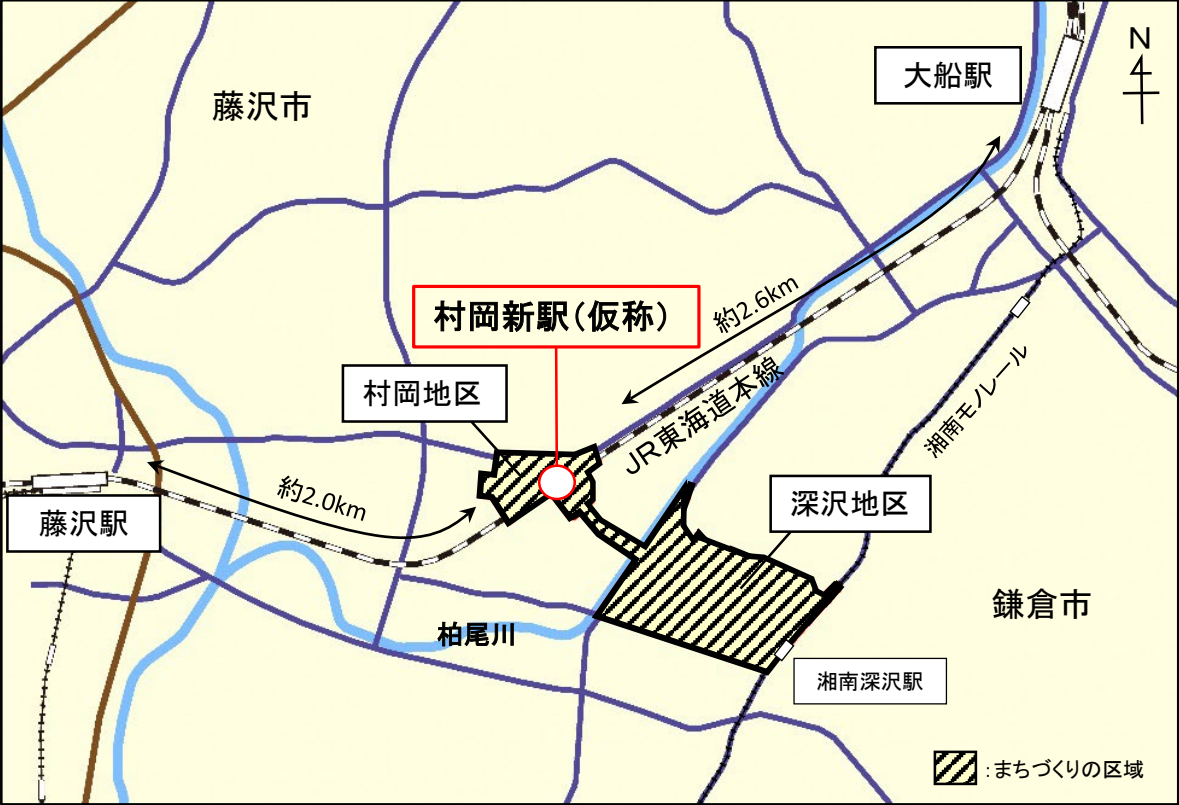 N
大船駅
藤沢市
約2.6km
村岡新駅(仮称)
JR東海道本線
湘南モノレール
村岡地区
約2.0km
藤沢駅
深沢地区
鎌倉市
柏尾川
湘南深沢駅
:まちづくりの区域